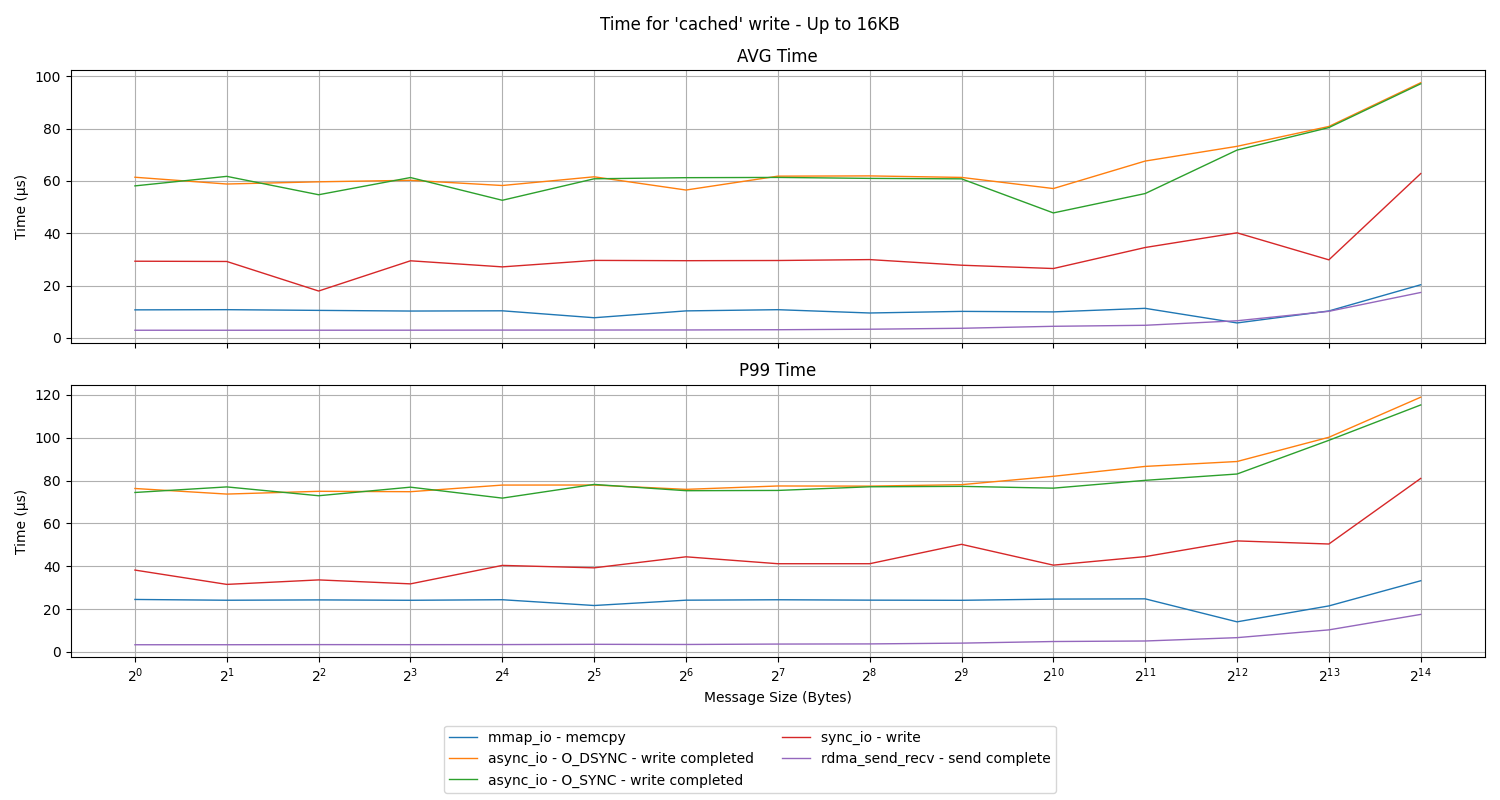 Time for 'cached' write - Up to 16KB
AVG Time
100
80
60
40
20
0
Time (µs)
P99 Time
120
100
80
60
40
20
0
Time (µs)
2^0 2^1 2^2 2^3 2^4 2^5 2^6 2^7 2^8 2^9 2^10 2^11 2^12 2^13 2^14
Message Size (Bytes)
mmap_io - memcpy
async_io - O_DSYNC - write completed
async_io - O_SYNC - write completed
sync_io - write
rdma_send_recv - send complete